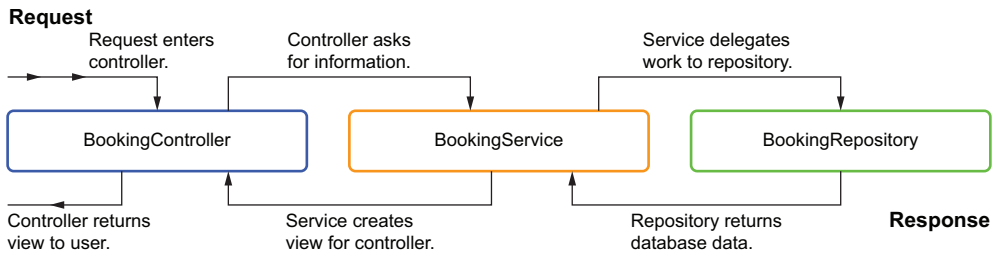 Request
Request enters
controller.
Controller asks
for information.
Service delegates
work to repository.
BookingController
BookingService
BookingRepository
Controller returns
view to user.
Service creates
view for controller.
Repository returns
database data.
Response